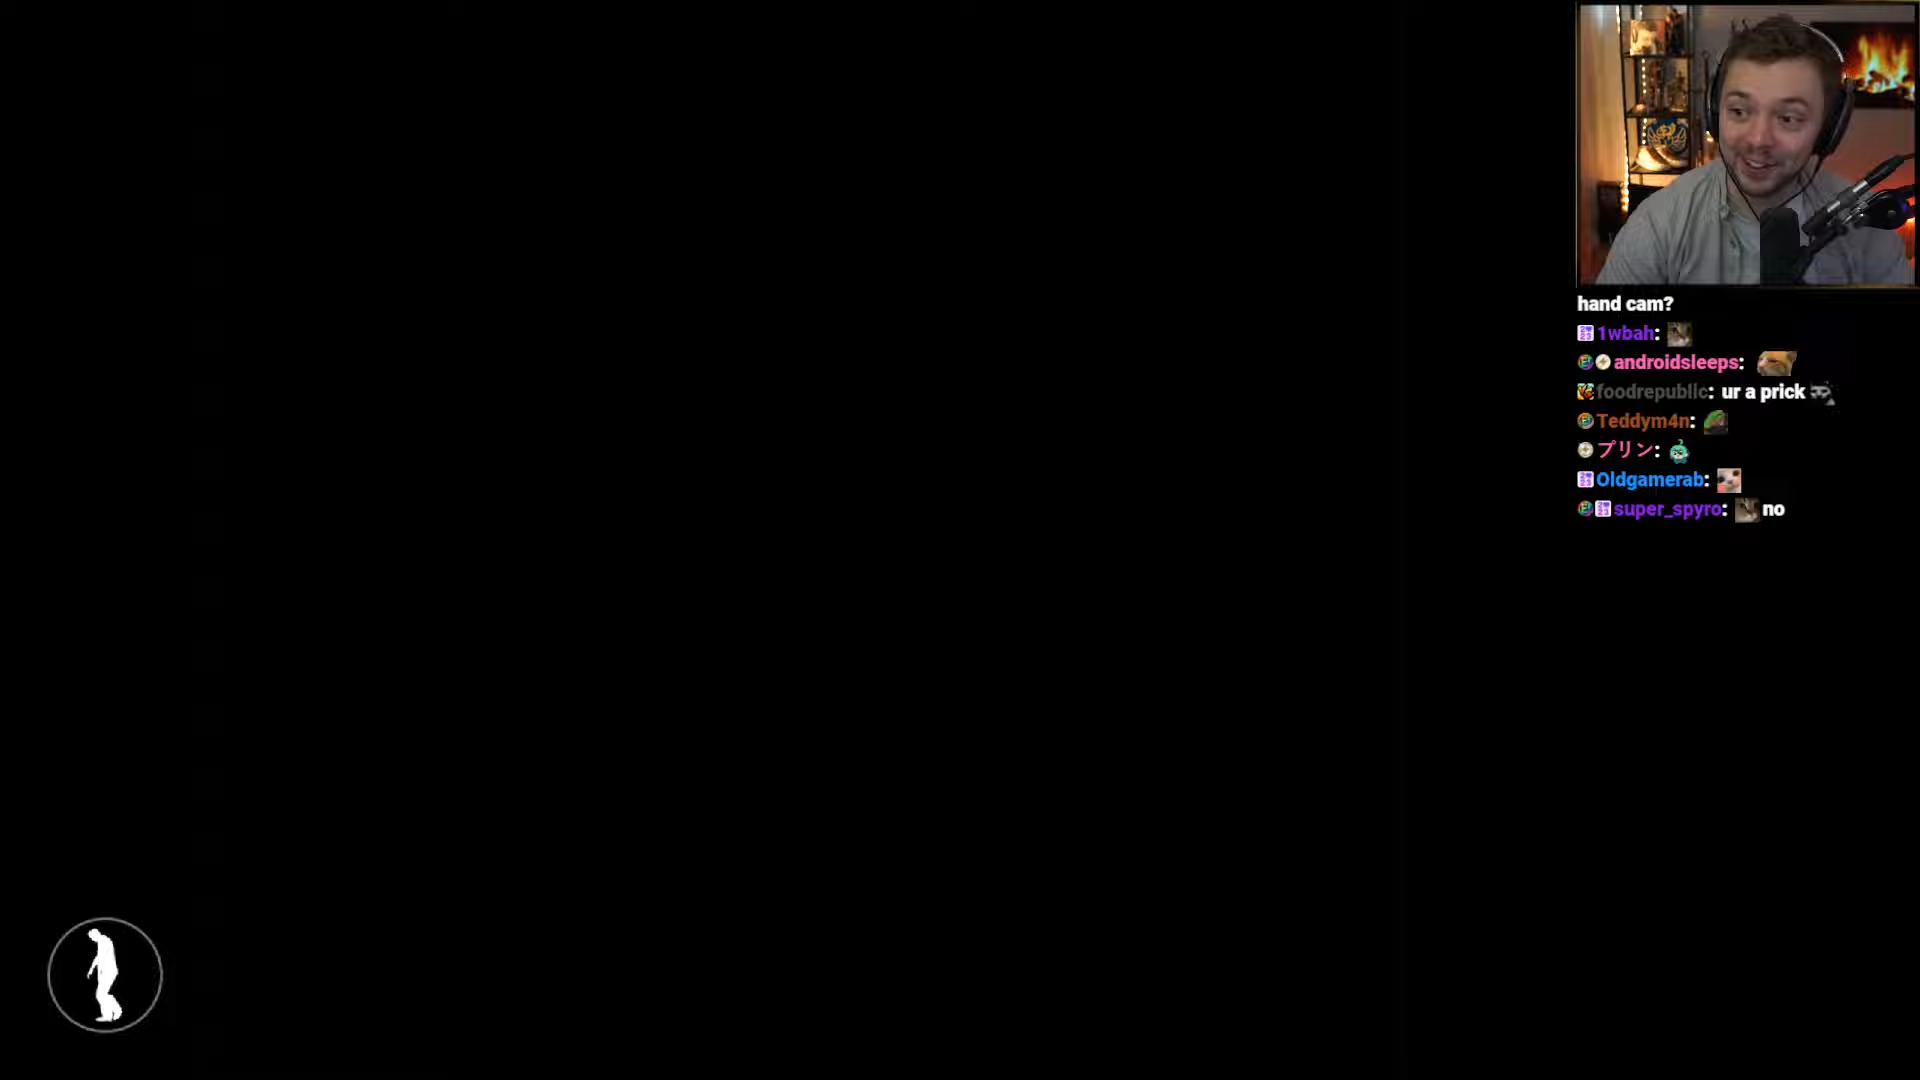 hand cam?
1wbah:
androidsleeps:
foodrepublic: ur a prick
Teddym4n:
プリン:
Oldgamerab:
super_spyro: no